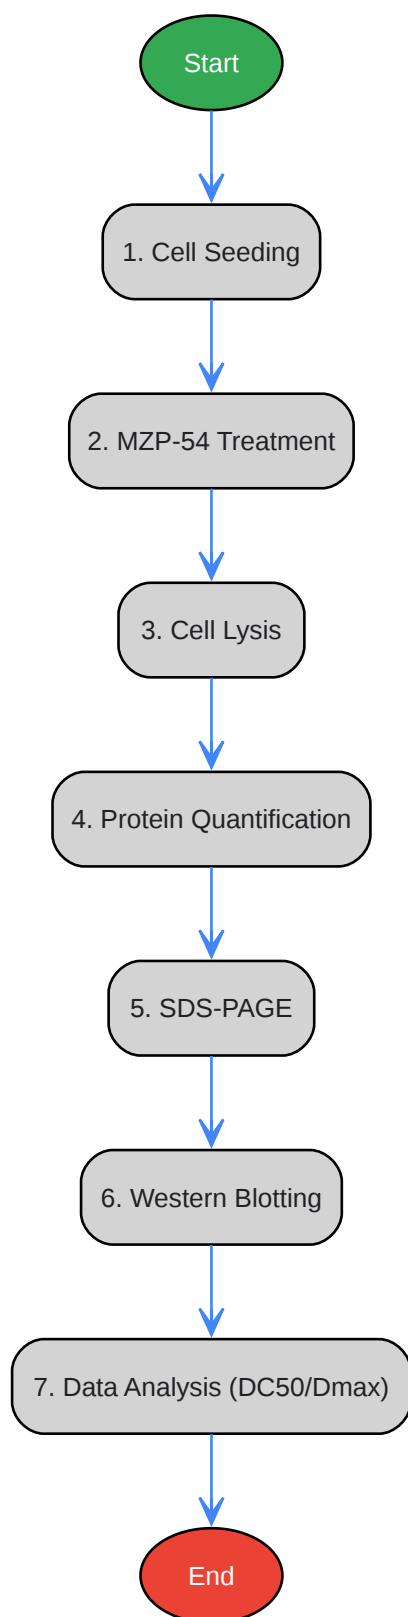 Start
1. Cell Seeding
2. MZP-54 Treatment
3. Cell Lysis
4. Protein Quantification
5. SDS-PAGE
6. Western Blotting
7. Data Analysis (DC50/Dmax)
End